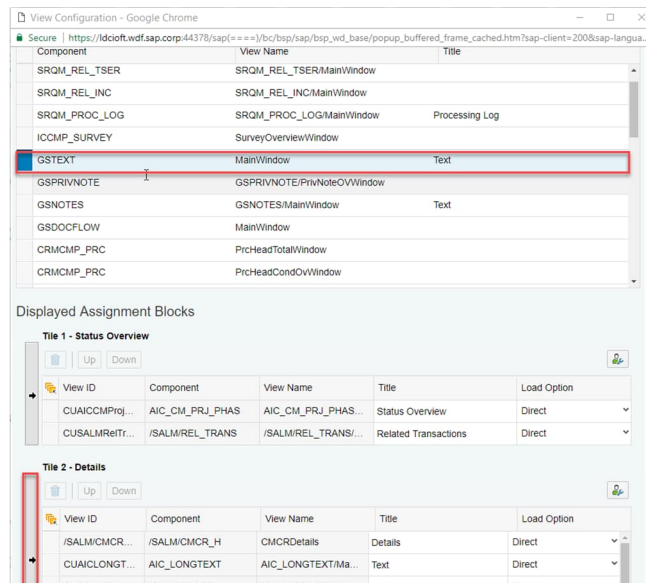 View Configuration - Google Chrome
Secure | https://ldcioft.wdf.sap.corp:44378/sap(====)/bc/bsp/sap/bsp_wd_base/popup_buffered_frame_cached.htm?sap-client=200&sap-langua...
Component View Name Title
SRQM_REL_TSER SRQM_REL_TSER/MainWindow
SRQM_REL_INC SRQM_REL_INC/MainWindow
SRQM_PROC_LOG SRQM_PROC_LOG/MainWindow Processing Log
ICCMP_SURVEY SurveyOverviewWindow
GSTEXT MainWindow Text
GSPRIVNOTE GSPRIVNOTE/PrivNoteOVWindow
GSNOTES GSNOTES/MainWindow Text
GSDOCFLOW MainWindow
CRMCMP_PRC PrcHeadTotalWindow
CRMCMP_PRC PrcHeadCondOvWindow
Displayed Assignment Blocks
Tile 1 - Status Overview
Up Down
View ID Component View Name Title Load Option
CUAICCMProj... AIC_CM_PRJ_PHAS AIC_CM_PRJ_PHAS... Status Overview Direct
CUSALMRelTr... /SALM/REL_TRANS /SALM/REL_TRANS/... Related Transactions Direct
Tile 2 - Details
Up Down
View ID Component View Name Title Load Option
/SALM/CMCR... /SALM/CMCR_H CMCRDetails Details Direct
CUAICLONGT... AIC_LONGTEXT AIC_LONGTEXT/Ma... Text Direct